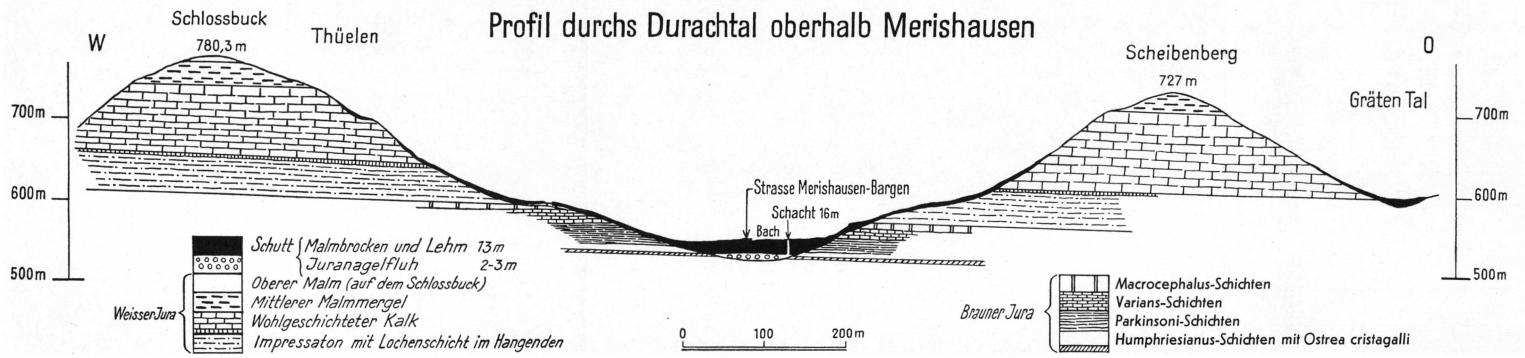 Profil durchs Durachtal oberhalb Merishausen
W
Schlossbuck
780,3 m
Thüelen
Scheibenberg
727 m
O
Gräten Tal
700m
600m
500m
700m
600m
500m
Strasse Merishausen-Bargen
Schacht 16m
Bach
Schutt { Malmbrocken und Lehm 13m
Juranagelfluh 2-3m
Weisser Jura
Oberer Malm (auf dem Schlossbuck)
Mittlerer Malmmergel
Wohlgeschichteter Kalk
Impressaton mit Lochenschicht im Hangenden
0 100 200m
Brauner Jura
Macrocephalus-Schichten
Varians-Schichten
Parkinsoni-Schichten
Humphriesianus-Schichten mit Ostrea cristagalli